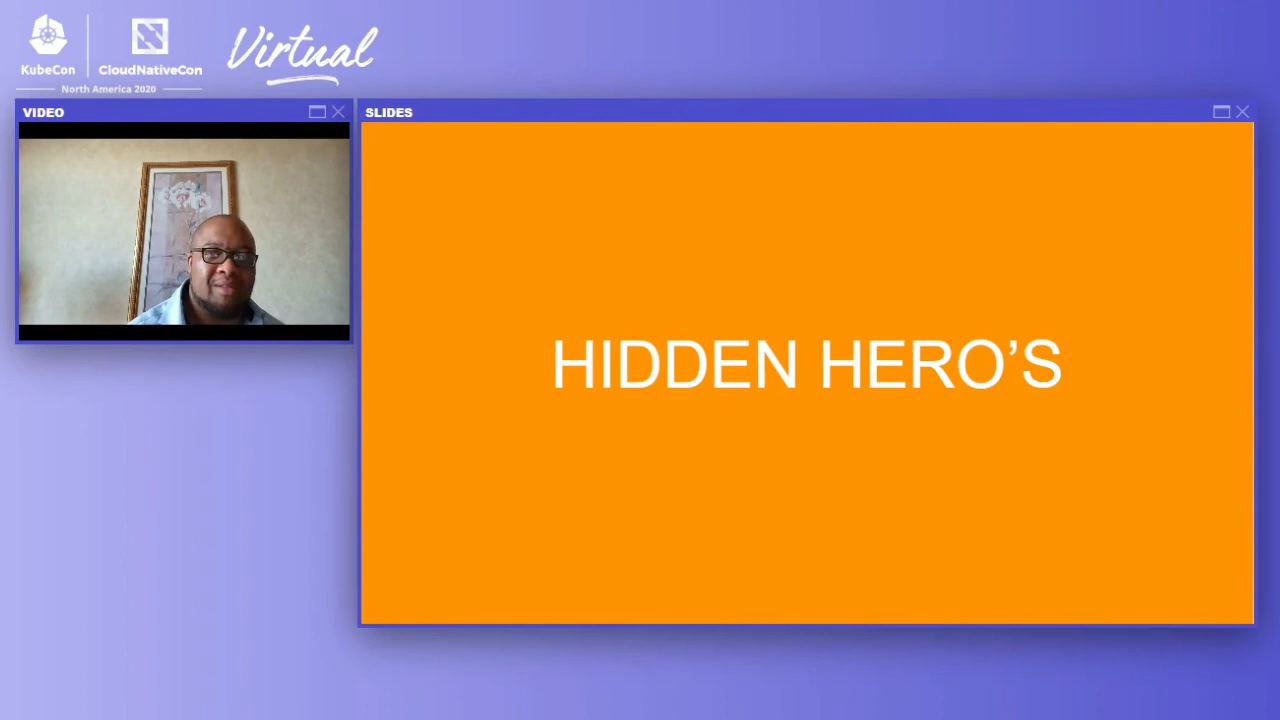 KubeCon
CloudNativeCon
North America 2020
Virtual
VIDEO
SLIDES
HIDDEN HERO’S